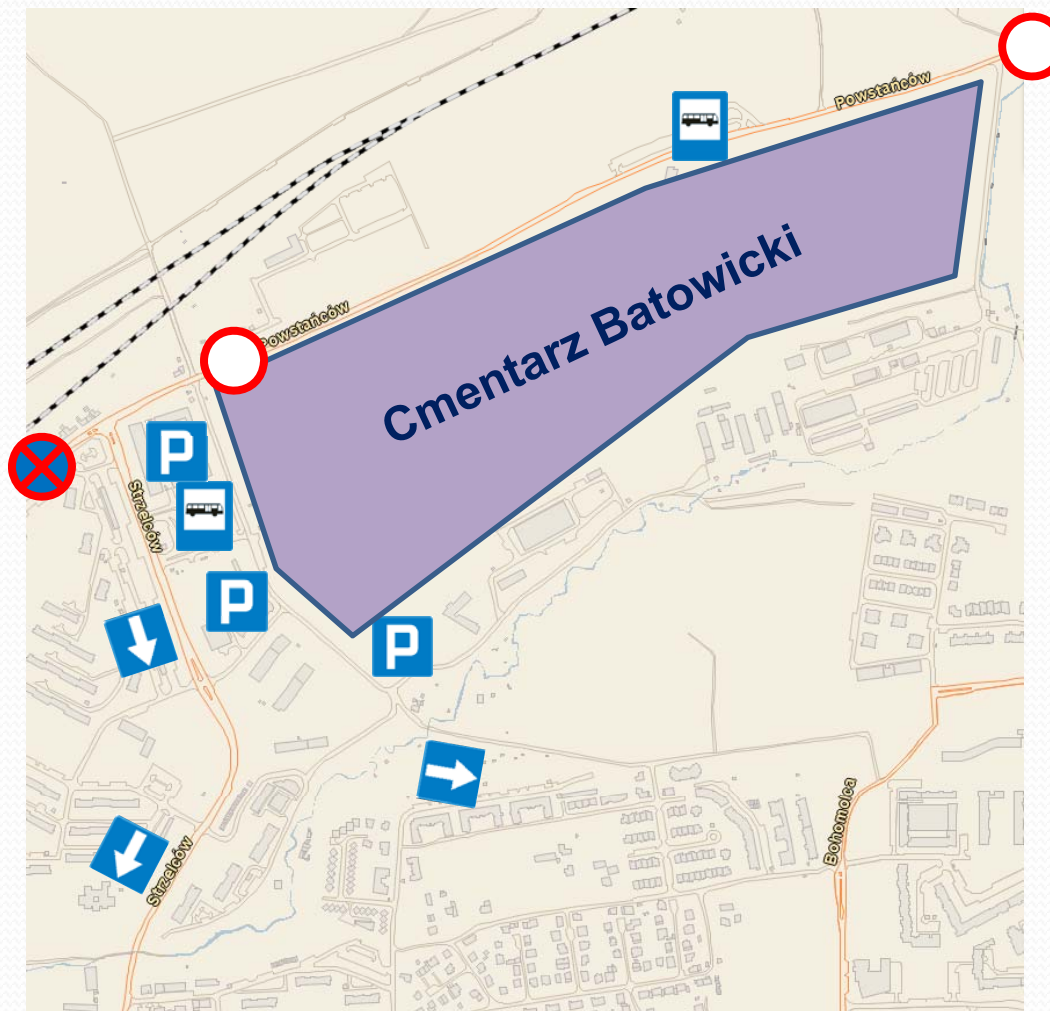 Powstańców
Powstańców
Cmentarz Batowicki
P
Strzelców
P
P
Bohomolca
Strzelców